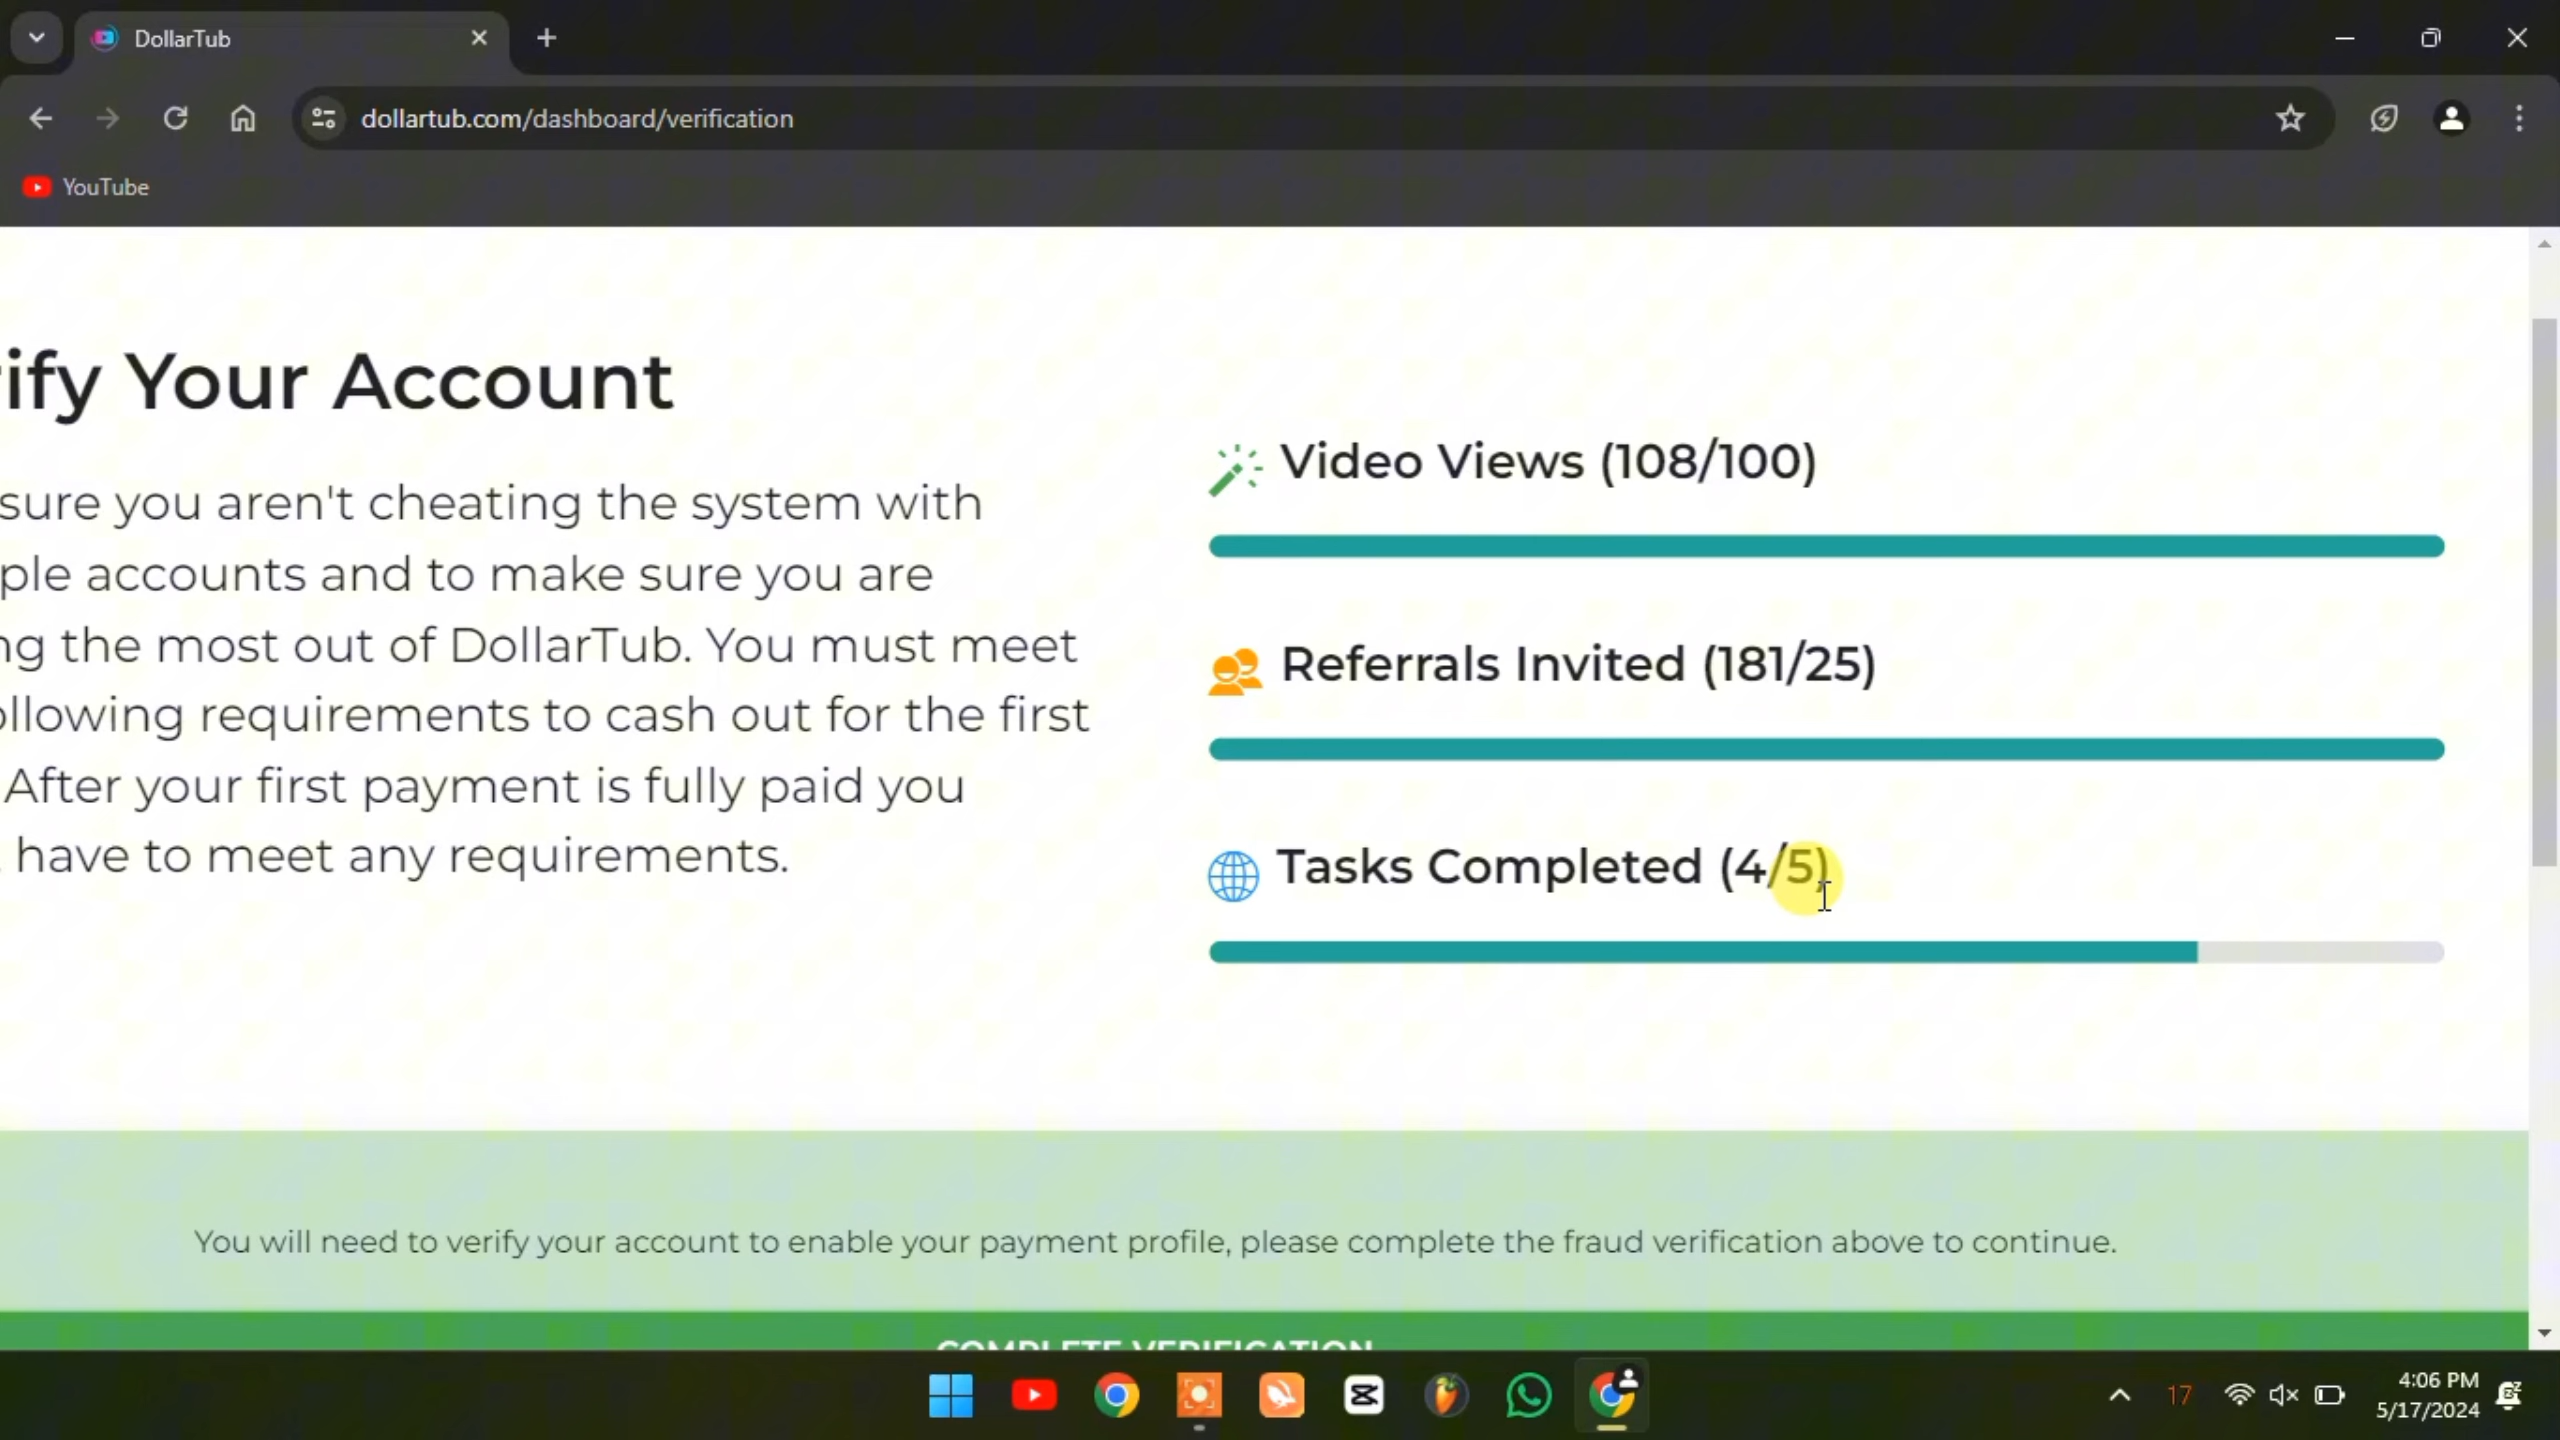 DollarTub
dollartub.com/dashboard/verification
YouTube
ify Your Account
sure you aren't cheating the system with
ple accounts and to make sure you are
ng the most out of DollarTub. You must meet
ollowing requirements to cash out for the first
After your first payment is fully paid you
have to meet any requirements.
Video Views (108/100)
Referrals Invited (181/25)
Tasks Completed (4/5)
You will need to verify your account to enable your payment profile, please complete the fraud verification above to continue.
COMPLETE VERIFICATION
17
4:06 PM
5/17/2024